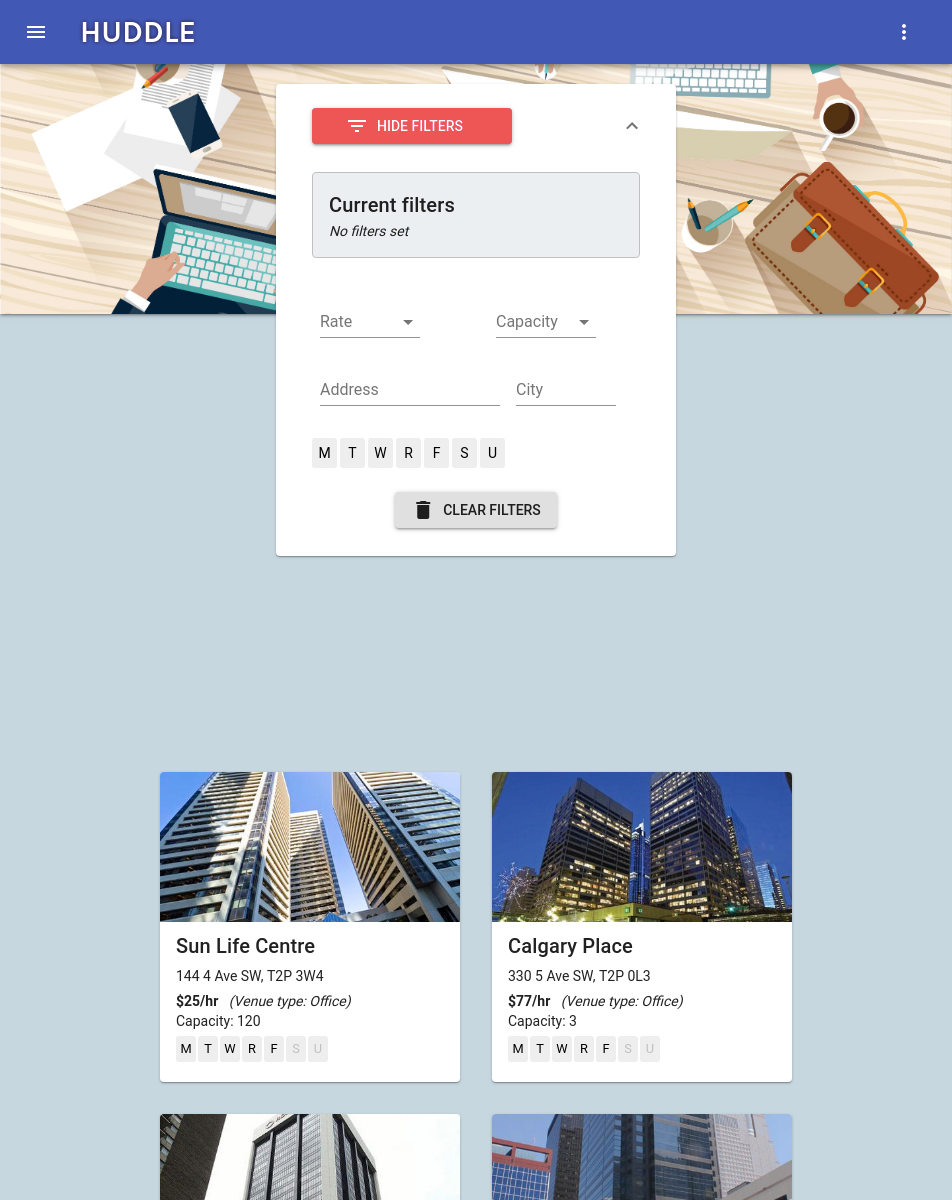 HUDDLE
HIDE FILTERS
Current filters
No filters set
Rate Capacity
Address City
M T W R F S U
CLEAR FILTERS
Sun Life Centre
144 4 Ave SW, T2P 3W4
$25/hr (Venue type: Office)
Capacity: 120
M T W R F S U
Calgary Place
330 5 Ave SW, T2P 0L3
$77/hr (Venue type: Office)
Capacity: 3
M T W R F S U